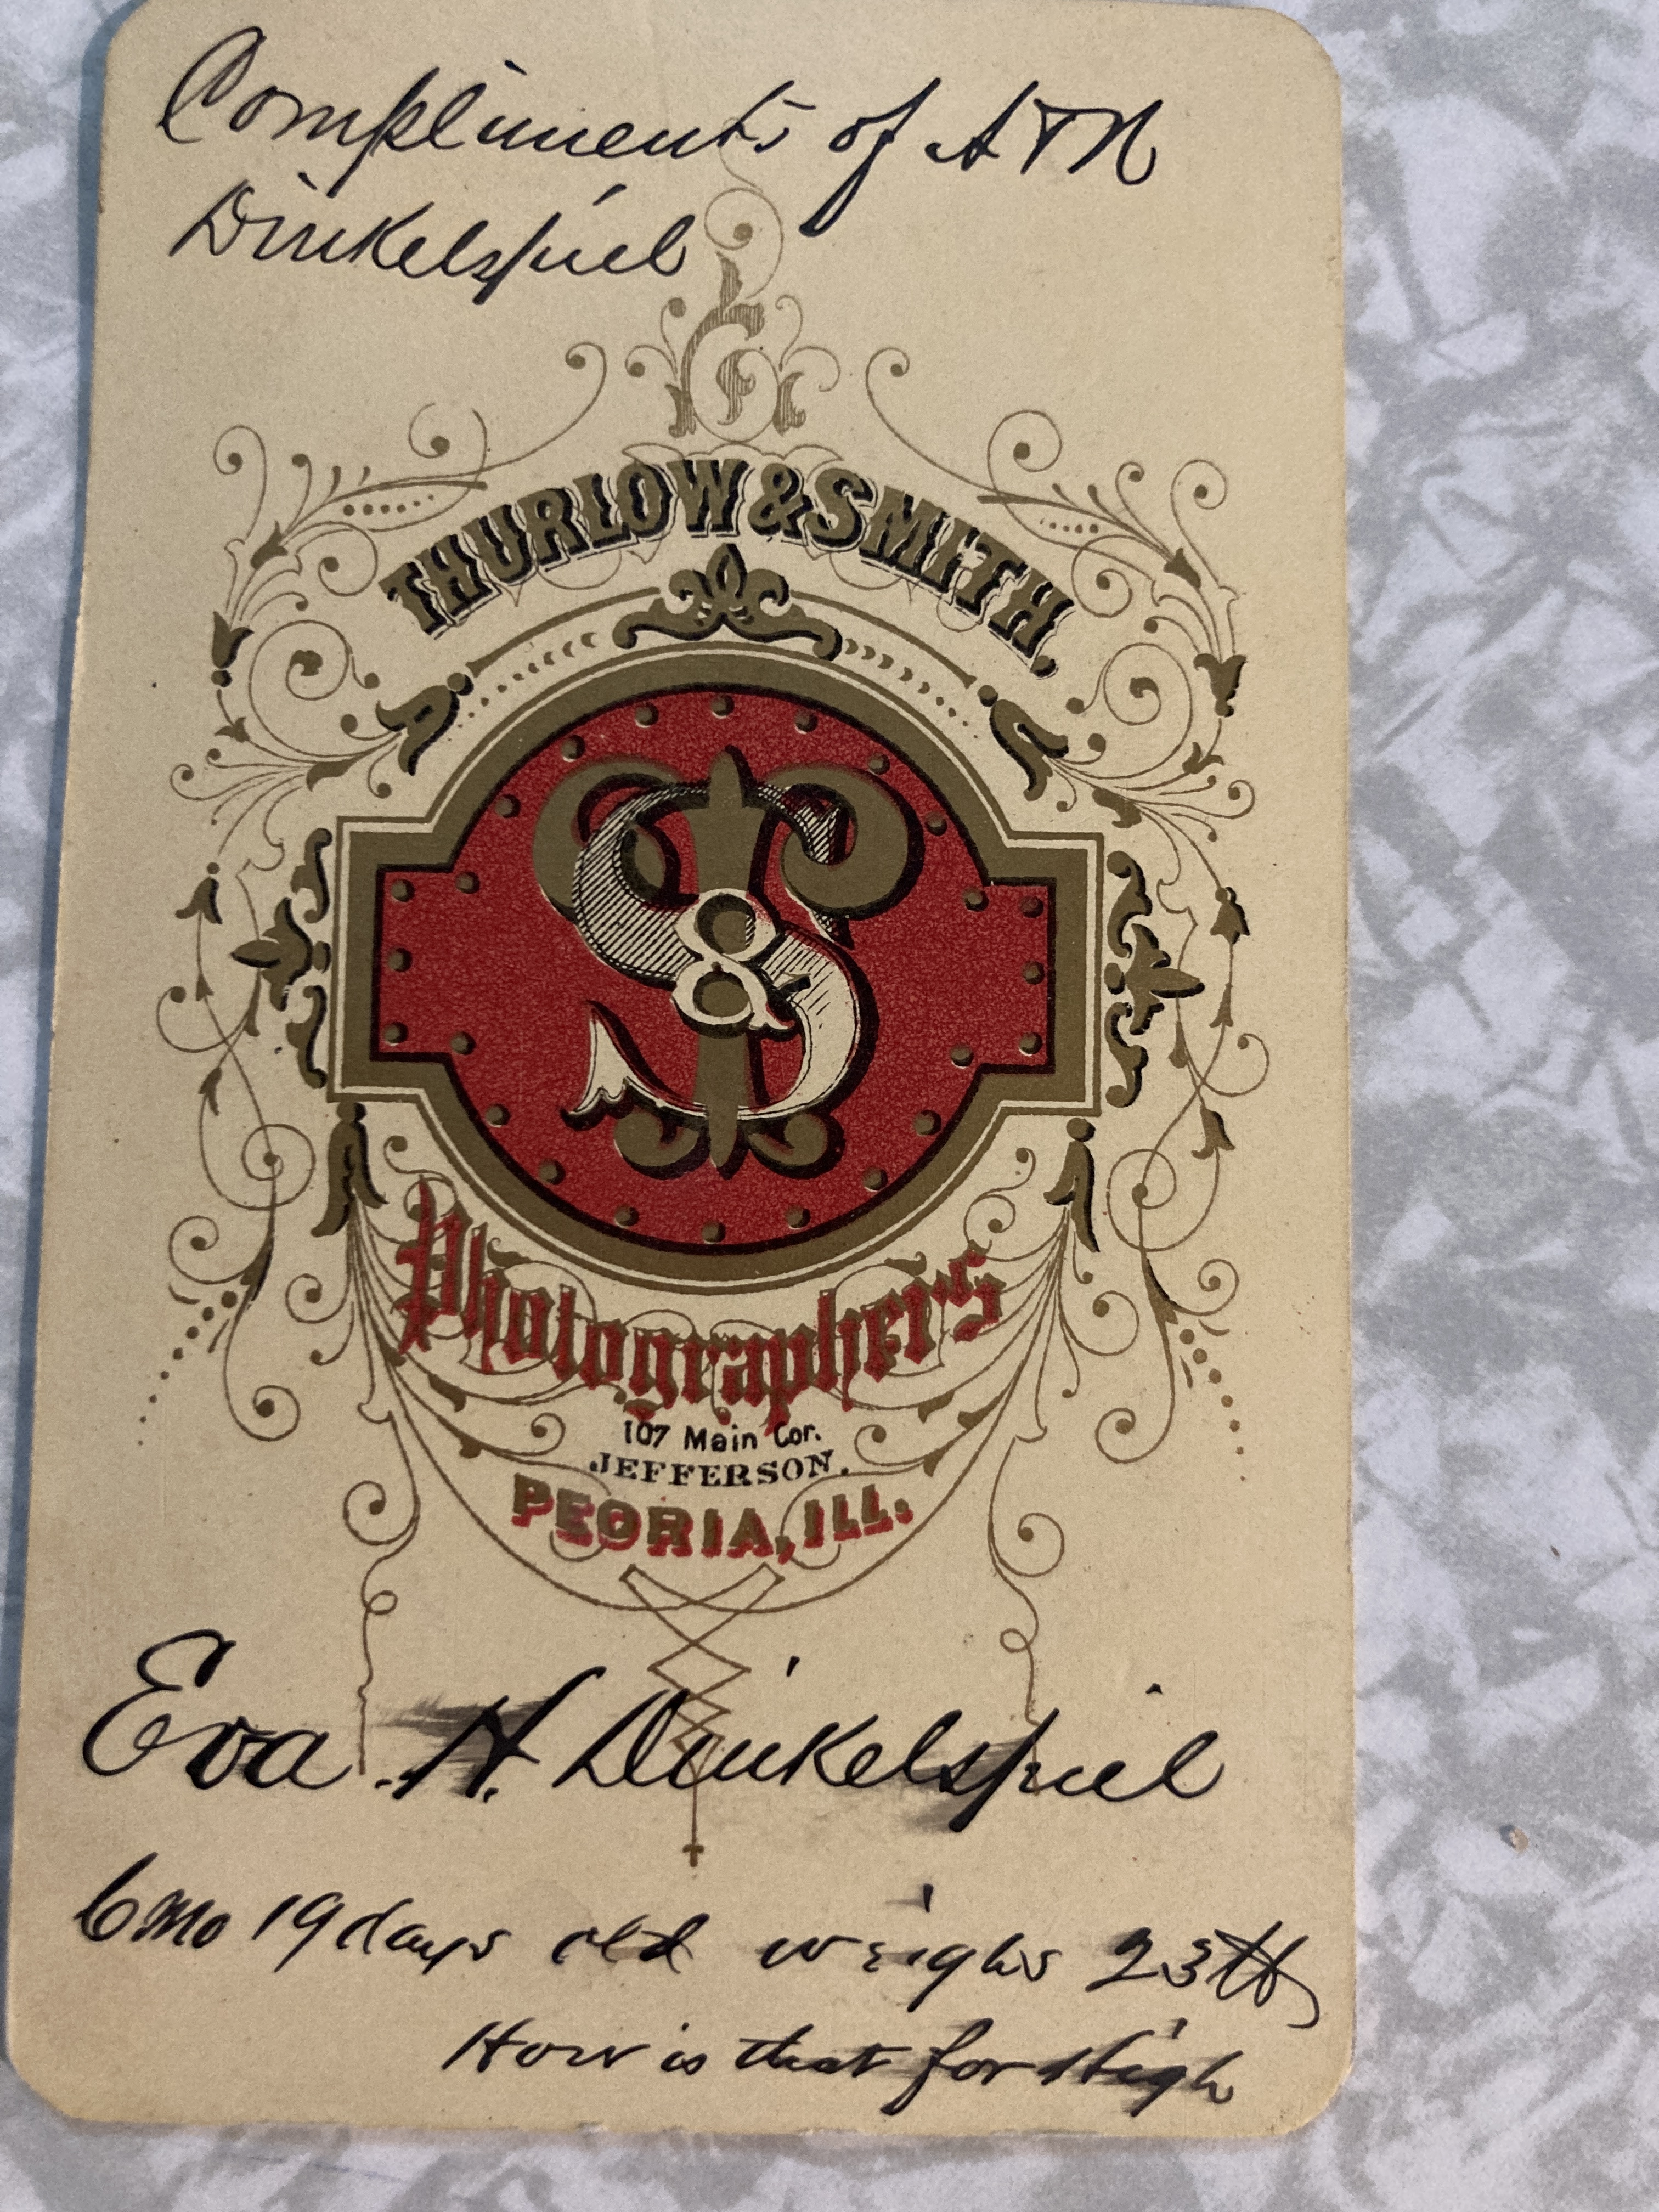 Compliments of A T N
Dinkelspiel
THURLOW & SMITH.
T & S
Photographers
107 Main Cor.
JEFFERSON.
PEORIA, ILL.
Eva H. Dinkelspiel
6 Mo 19 days old weighs 23 ℔
How is that for High